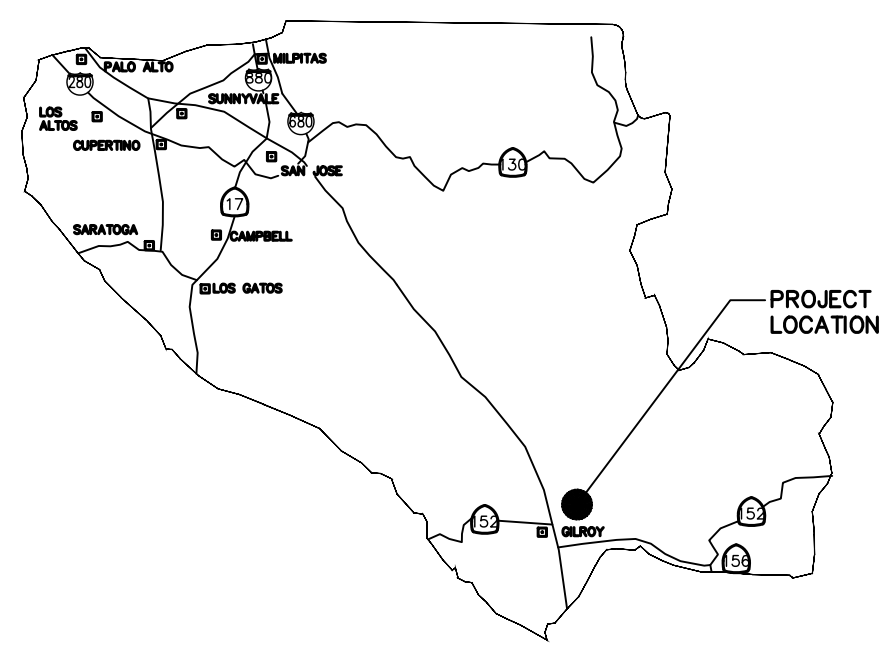 MILPITAS
PALO ALTO
280
880
SUNNYVALE
LOS
ALTOS
680
CUPERTINO
130
SAN JOSE
17
SARATOGA
CAMPBELL
LOS GATOS
PROJECT
LOCATION
152
152
GILROY
156